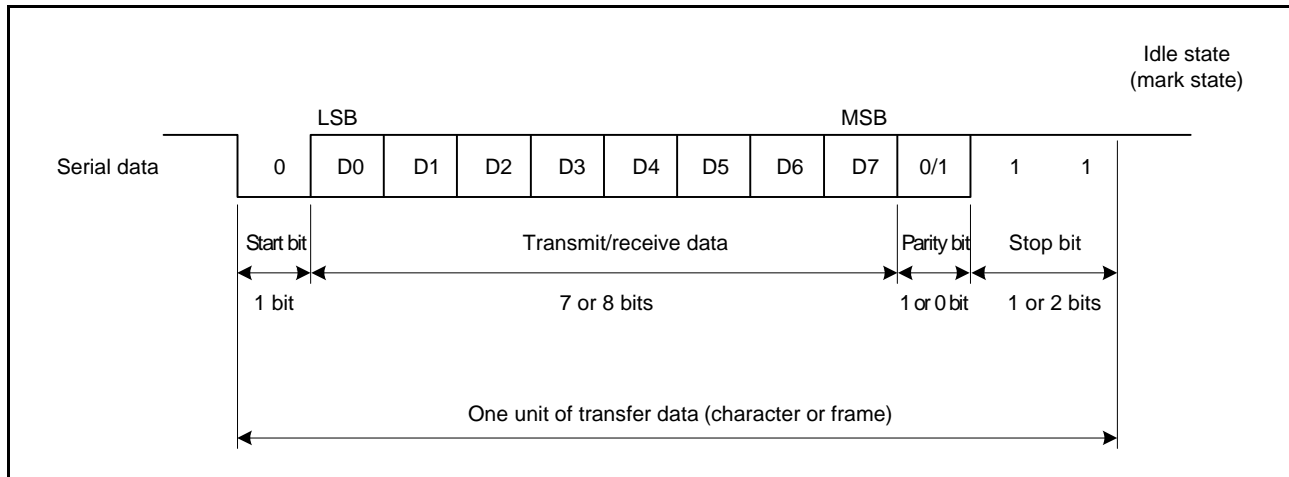 Idle state
(mark state)
LSB MSB
Serial data 0 D0 D1 D2 D3 D4 D5 D6 D7 0/1 1 1
Start bit Transmit/receive data Parity bit Stop bit
1 bit 7 or 8 bits 1 or 0 bit 1 or 2 bits
One unit of transfer data (character or frame)